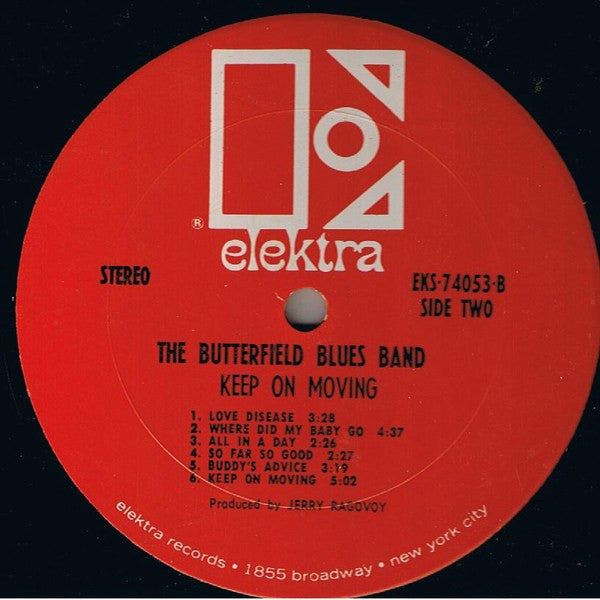 ®
elektra
STEREO
EKS-74053-B
SIDE TWO
THE BUTTERFIELD BLUES BAND
KEEP ON MOVING
1. LOVE DISEASE 3:28
2. WHERE DID MY BABY GO 4:37
3. ALL IN A DAY 2:26
4. SO FAR SO GOOD 2:27
5. BUDDY'S ADVICE 3:19
6. KEEP ON MOVING 5:02
Produced by JERRY RAGOVOY
elektra records • 1855 broadway • new york city